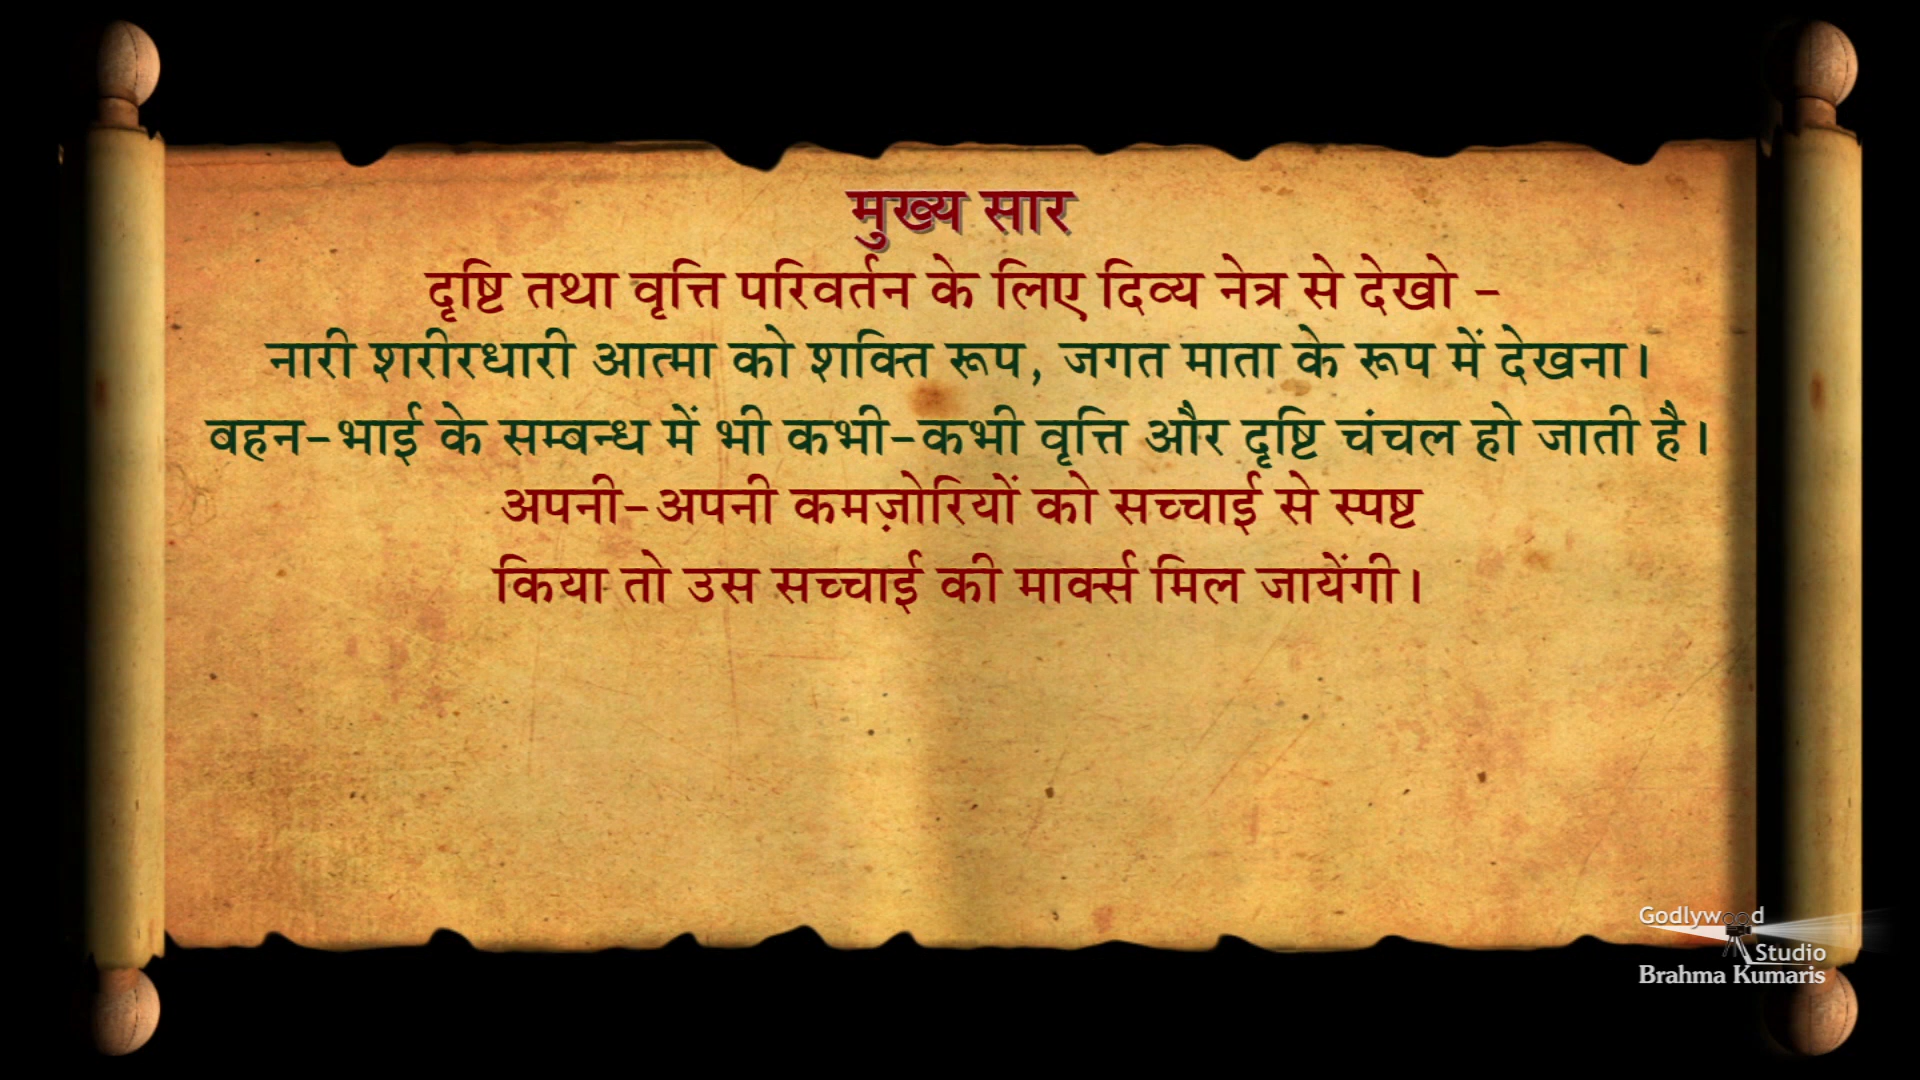 मुख्य सार
दृष्टि तथा वृत्ति परिवर्तन के लिए दिव्य नेत्र से देखो -
नारी शरीरधारी आत्मा को शक्ति रूप, जगत माता के रूप में देखना।
बहन-भाई के सम्बन्ध में भी कभी-कभी वृत्ति और दृष्टि चंचल हो जाती है।
अपनी-अपनी कमज़ोरियों को सच्चाई से स्पष्ट
किया तो उस सच्चाई की मार्क्स मिल जायेंगी।
Godlywood
Studio
Brahma Kumaris